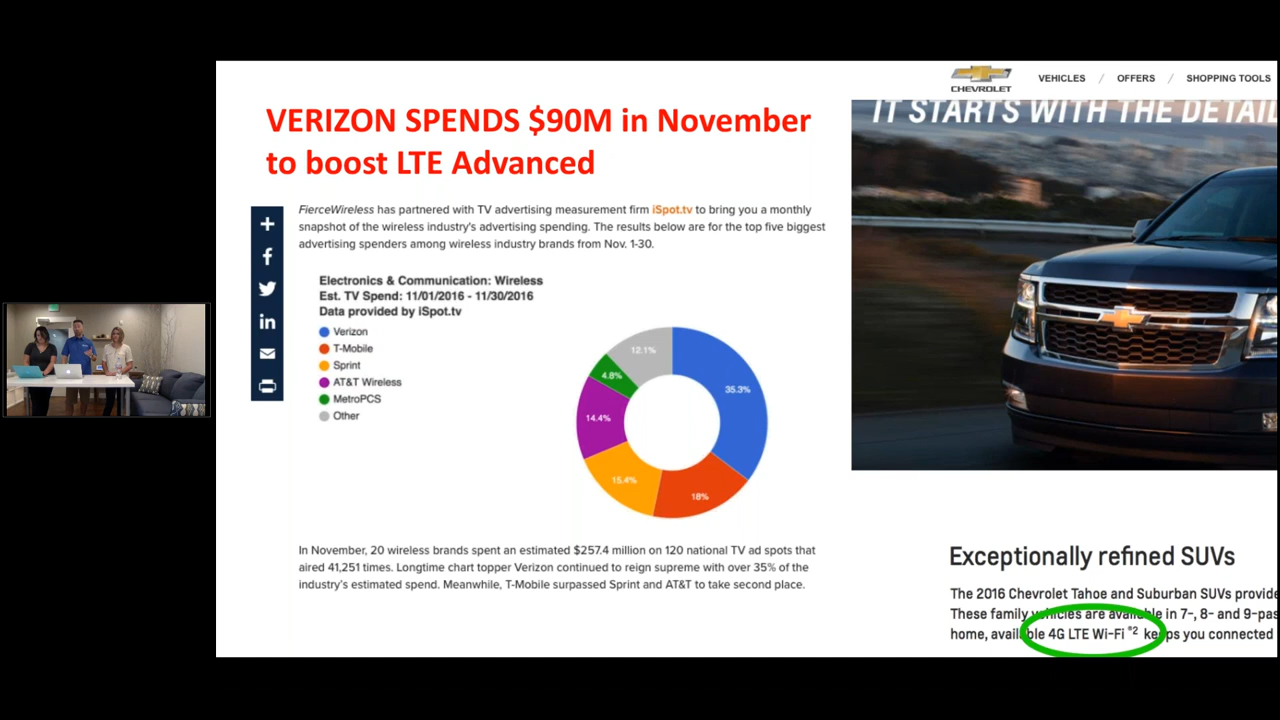 VERIZON SPENDS $90M in November
to boost LTE Advanced
FierceWireless has partnered with TV advertising measurement firm iSpot.tv to bring you a monthly
snapshot of the wireless industry's advertising spending. The results below are for the top five biggest
advertising spenders among wireless industry brands from Nov. 1-30.
Electronics & Communication: Wireless
Est. TV Spend: 11/01/2016 - 11/30/2016
Data provided by iSpot.tv
Verizon
T-Mobile
Sprint
AT&T Wireless
MetroPCS
Other
12.1%
4.8%
35.3%
14.4%
15.4%
18%
In November, 20 wireless brands spent an estimated $257.4 million on 120 national TV ad spots that
aired 41,251 times. Longtime chart topper Verizon continued to reign supreme with over 35% of the
industry's estimated spend. Meanwhile, T-Mobile surpassed Sprint and AT&T to take second place.
CHEVROLET
VEHICLES / OFFERS / SHOPPING TOOLS
IT STARTS WITH THE DETAIL
Exceptionally refined SUVs
The 2016 Chevrolet Tahoe and Suburban SUVs provide
These family vehicles are available in 7-, 8- and 9-pas
home, available 4G LTE Wi-Fi®2 keeps you connected